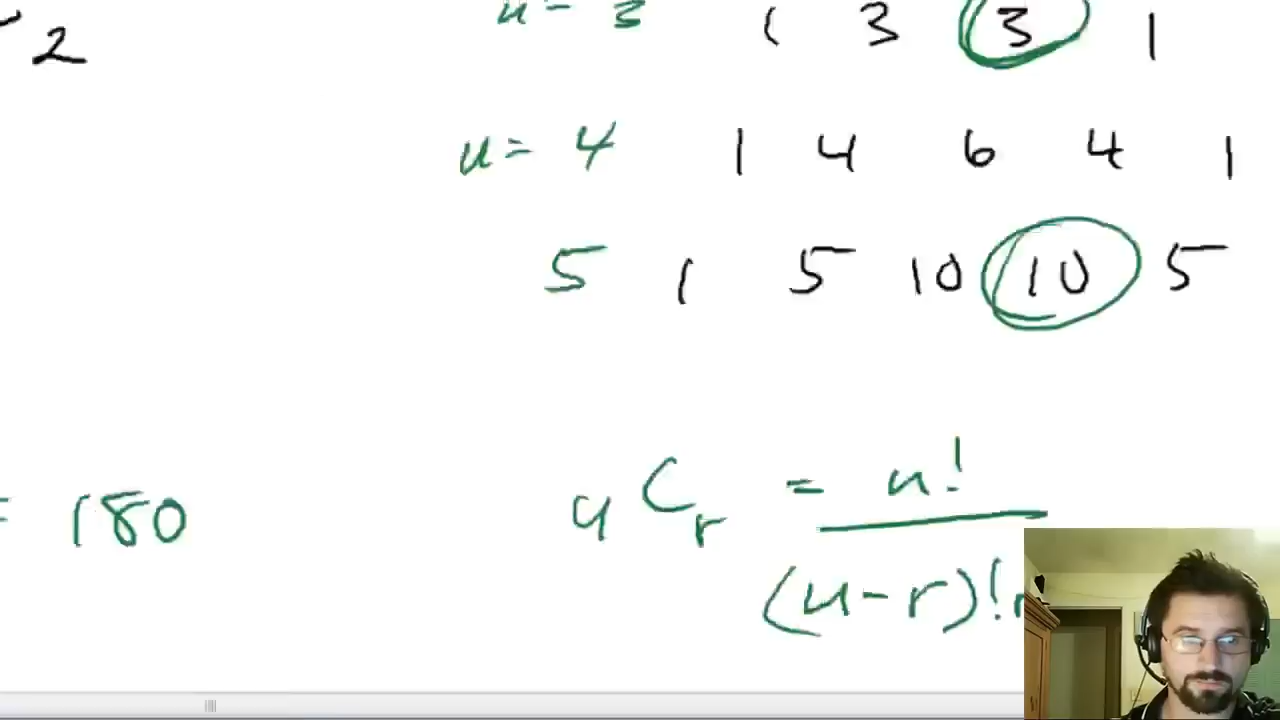 2
n = 3 1 3 3 1
n = 4 1 4 6 4 1
5 1 5 10 10 5
= 180
nCr = n!
(n-r)!r